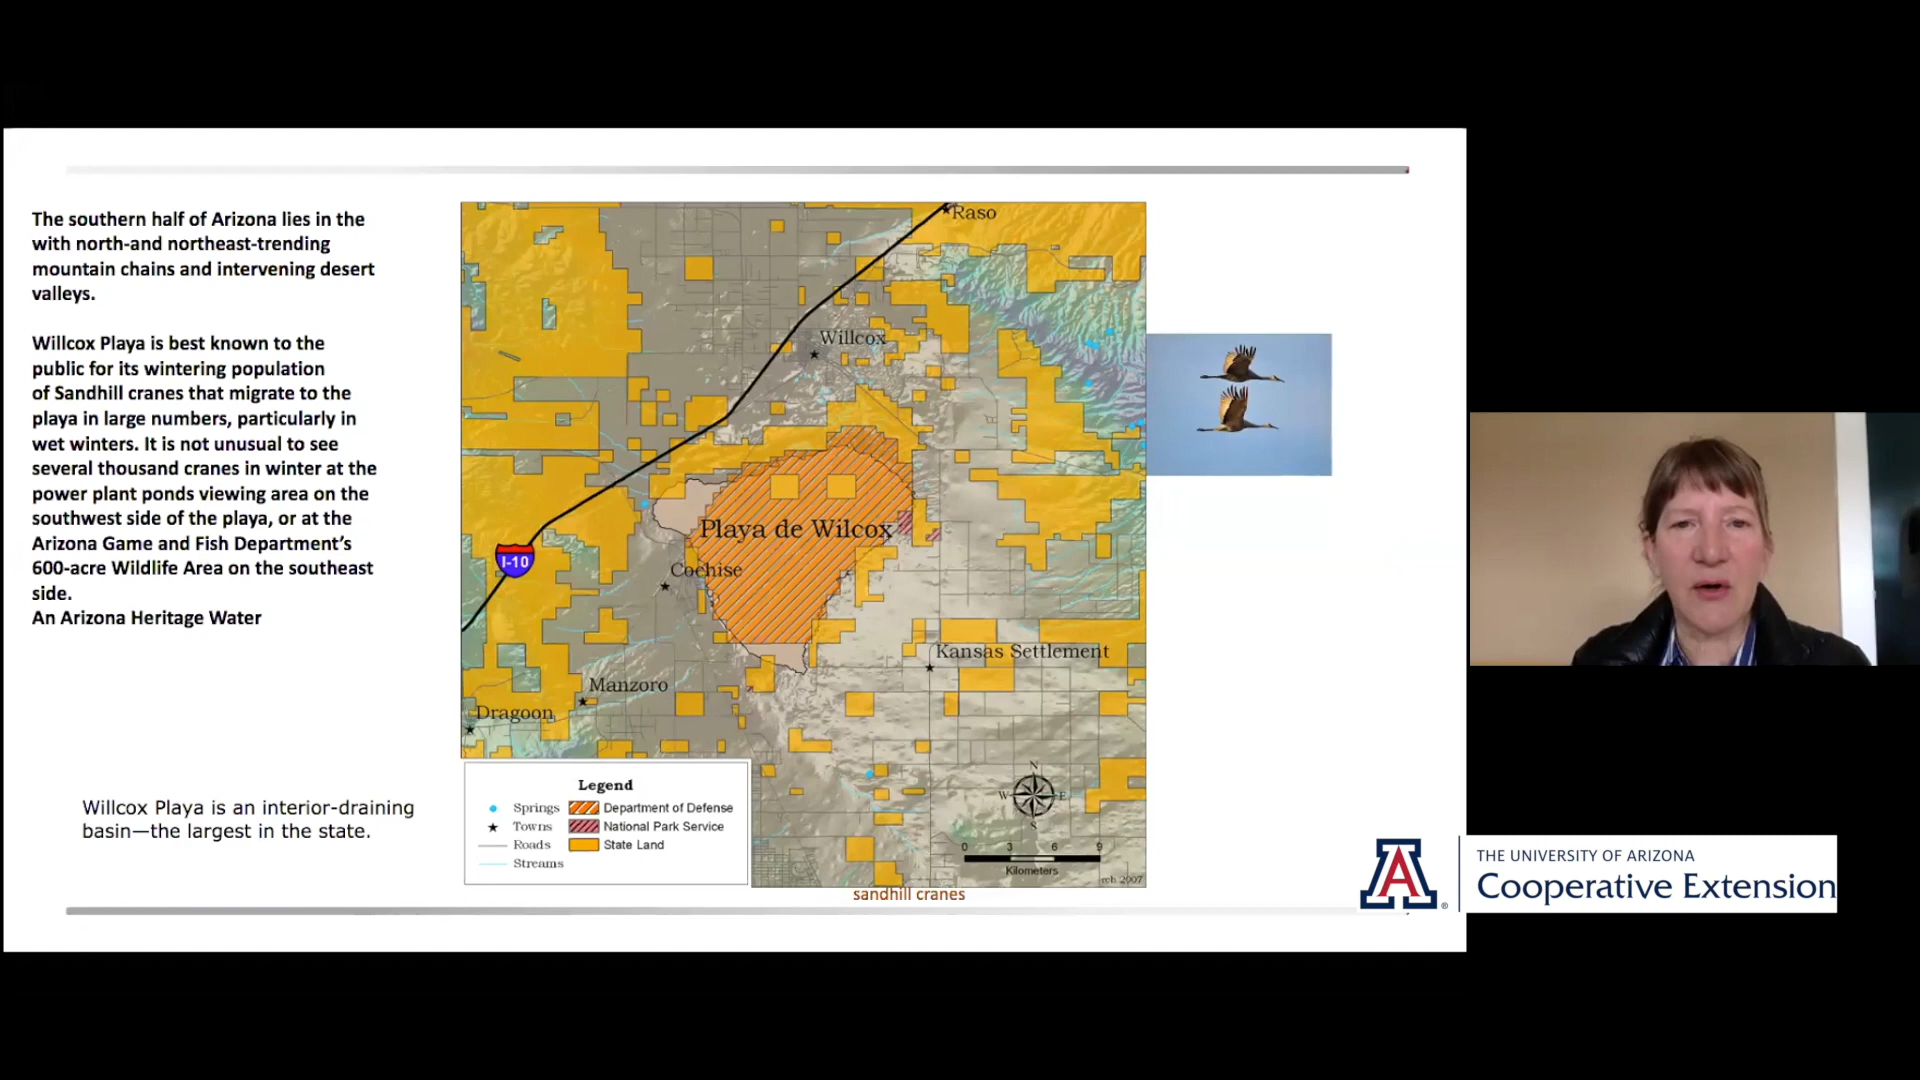 The southern half of Arizona lies in the
with north-and northeast-trending
mountain chains and intervening desert
valleys.
Willcox Playa is best known to the
public for its wintering population
of Sandhill cranes that migrate to the
playa in large numbers, particularly in
wet winters. It is not unusual to see
several thousand cranes in winter at the
power plant ponds viewing area on the
southwest side of the playa, or at the
Arizona Game and Fish Department’s
600-acre Wildlife Area on the southeast
side.
An Arizona Heritage Water
Willcox Playa is an interior-draining
basin—the largest in the state.
Raso
Willcox
Playa de Wilcox
I-10
Cochise
Kansas Settlement
Manzoro
Dragoon
Legend
Springs
Towns
Roads
Streams
Department of Defense
National Park Service
State Land
N
W E
S
0 3 6 9
Kilometers
rcb 2007
sandhill cranes
A
THE UNIVERSITY OF ARIZONA
Cooperative Extension